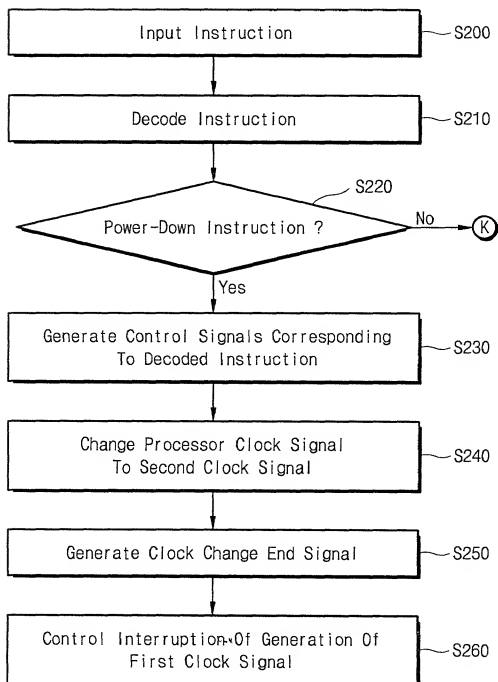 Input Instruction
S200
Decode Instruction
S210
S220
Power-Down Instruction ?
No
K
Yes
Generate Control Signals Corresponding
To Decoded Instruction
S230
Change Processor Clock Signal
To Second Clock Signal
S240
Generate Clock Change End Signal
S250
Control Interruption Of Generation Of
First Clock Signal
S260